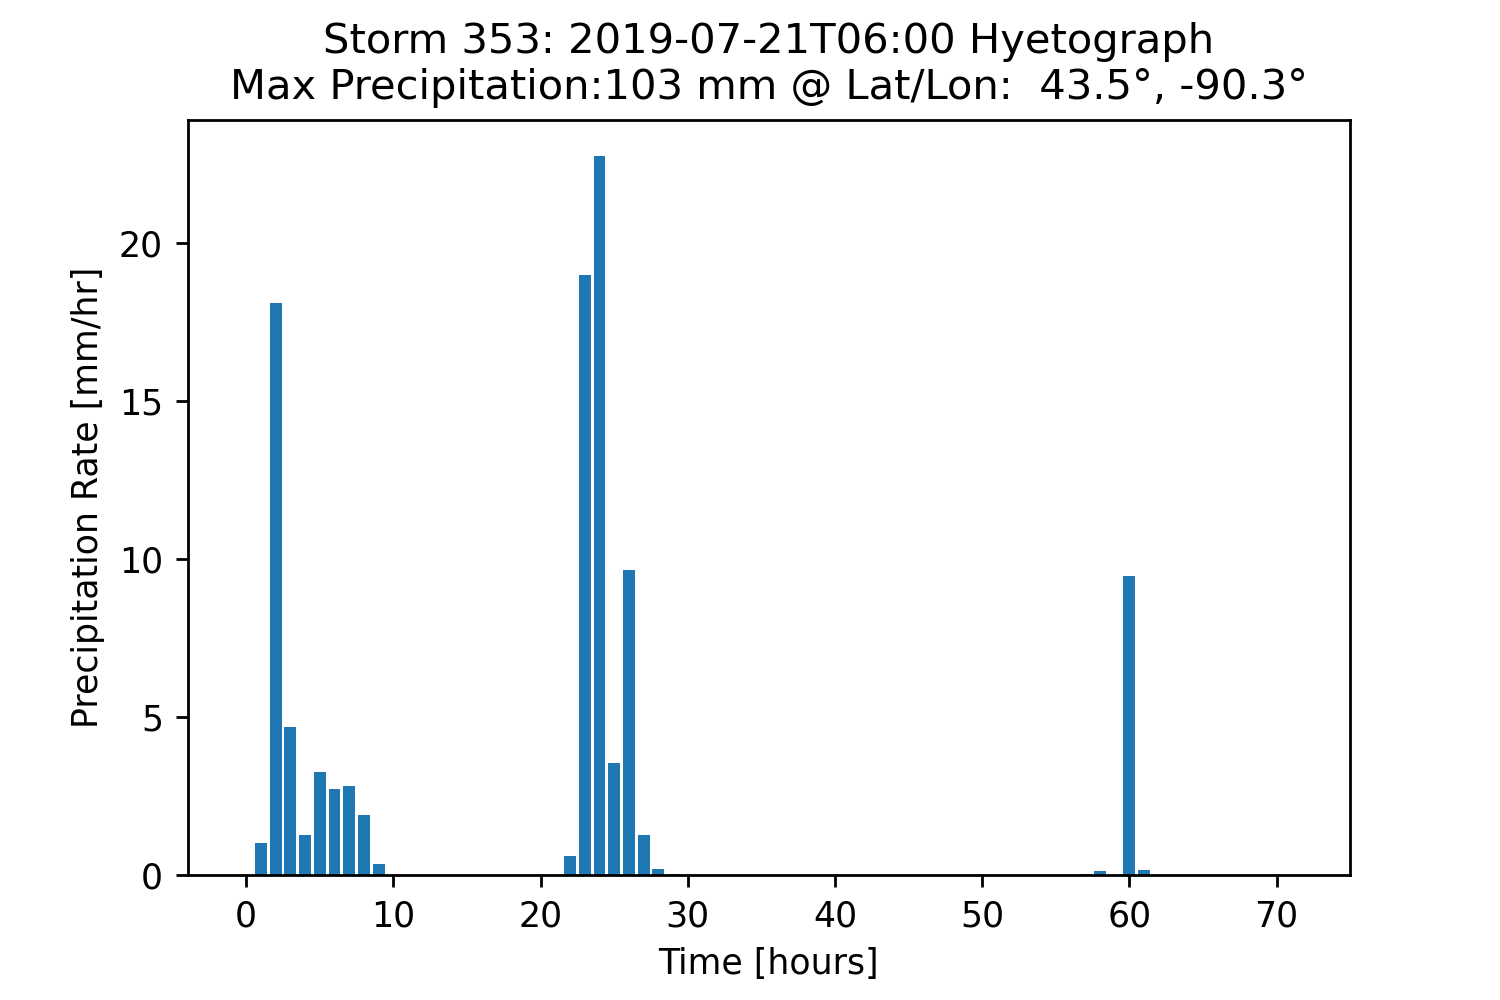 Storm 353: 2019-07-21T06:00 Hyetograph
Max Precipitation:103 mm @ Lat/Lon:  43.5°, -90.3°
Precipitation Rate [mm/hr]
20
15
10
5
0
0 10 20 30 40 50 60 70
Time [hours]